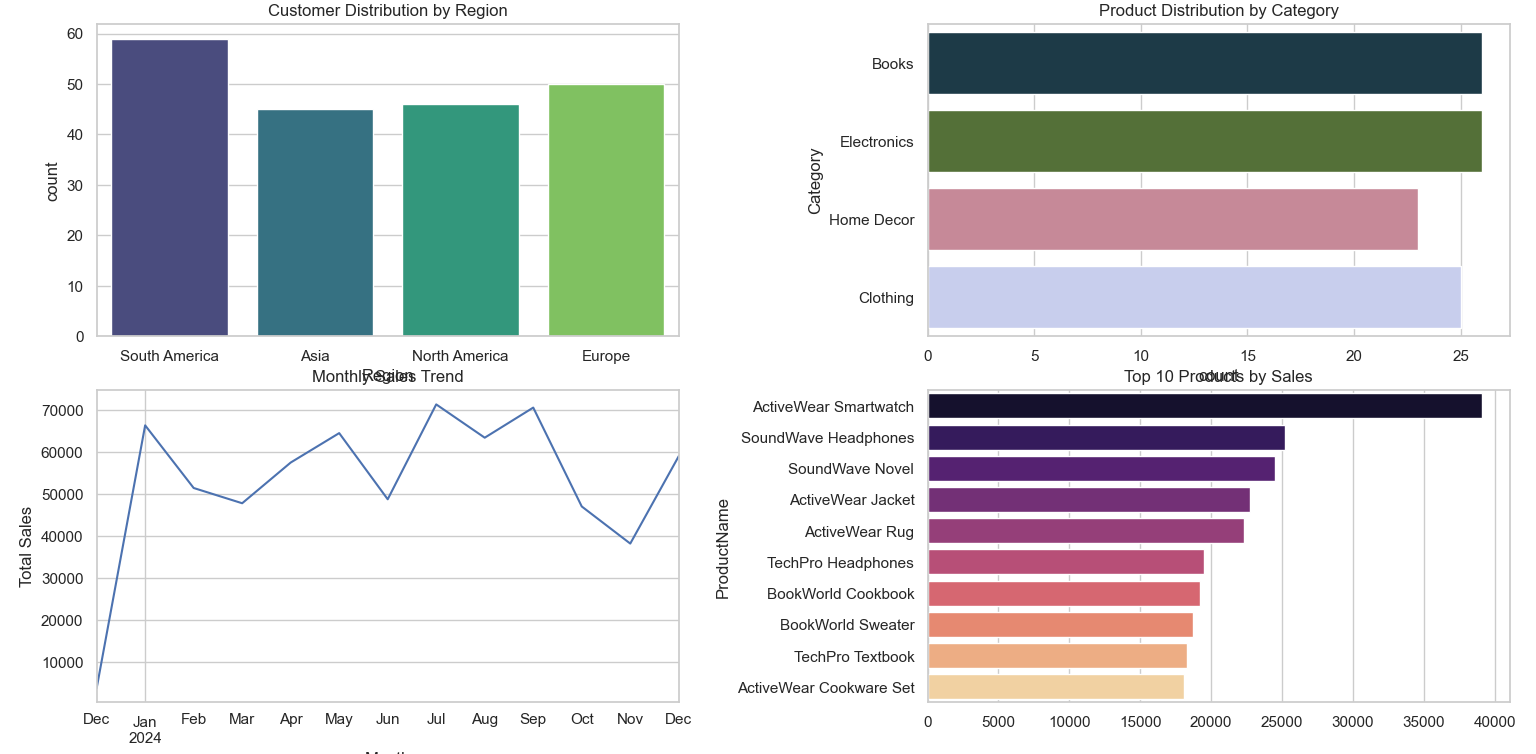 Customer Distribution by Region
60
50
40
30
20
10
0
count
South America
Asia
North America
Europe
Region
Product Distribution by Category
Category
Books
Electronics
Home Decor
Clothing
0
5
10
15
20
25
count
Monthly Sales Trend
70000
60000
50000
40000
30000
20000
10000
Total Sales
Dec
Jan
2024
Feb
Mar
Apr
May
Jun
Jul
Aug
Sep
Oct
Nov
Dec
Top 10 Products by Sales
ProductName
ActiveWear Smartwatch
SoundWave Headphones
SoundWave Novel
ActiveWear Jacket
ActiveWear Rug
TechPro Headphones
BookWorld Cookbook
BookWorld Sweater
TechPro Textbook
ActiveWear Cookware Set
0
5000
10000
15000
20000
25000
30000
35000
40000